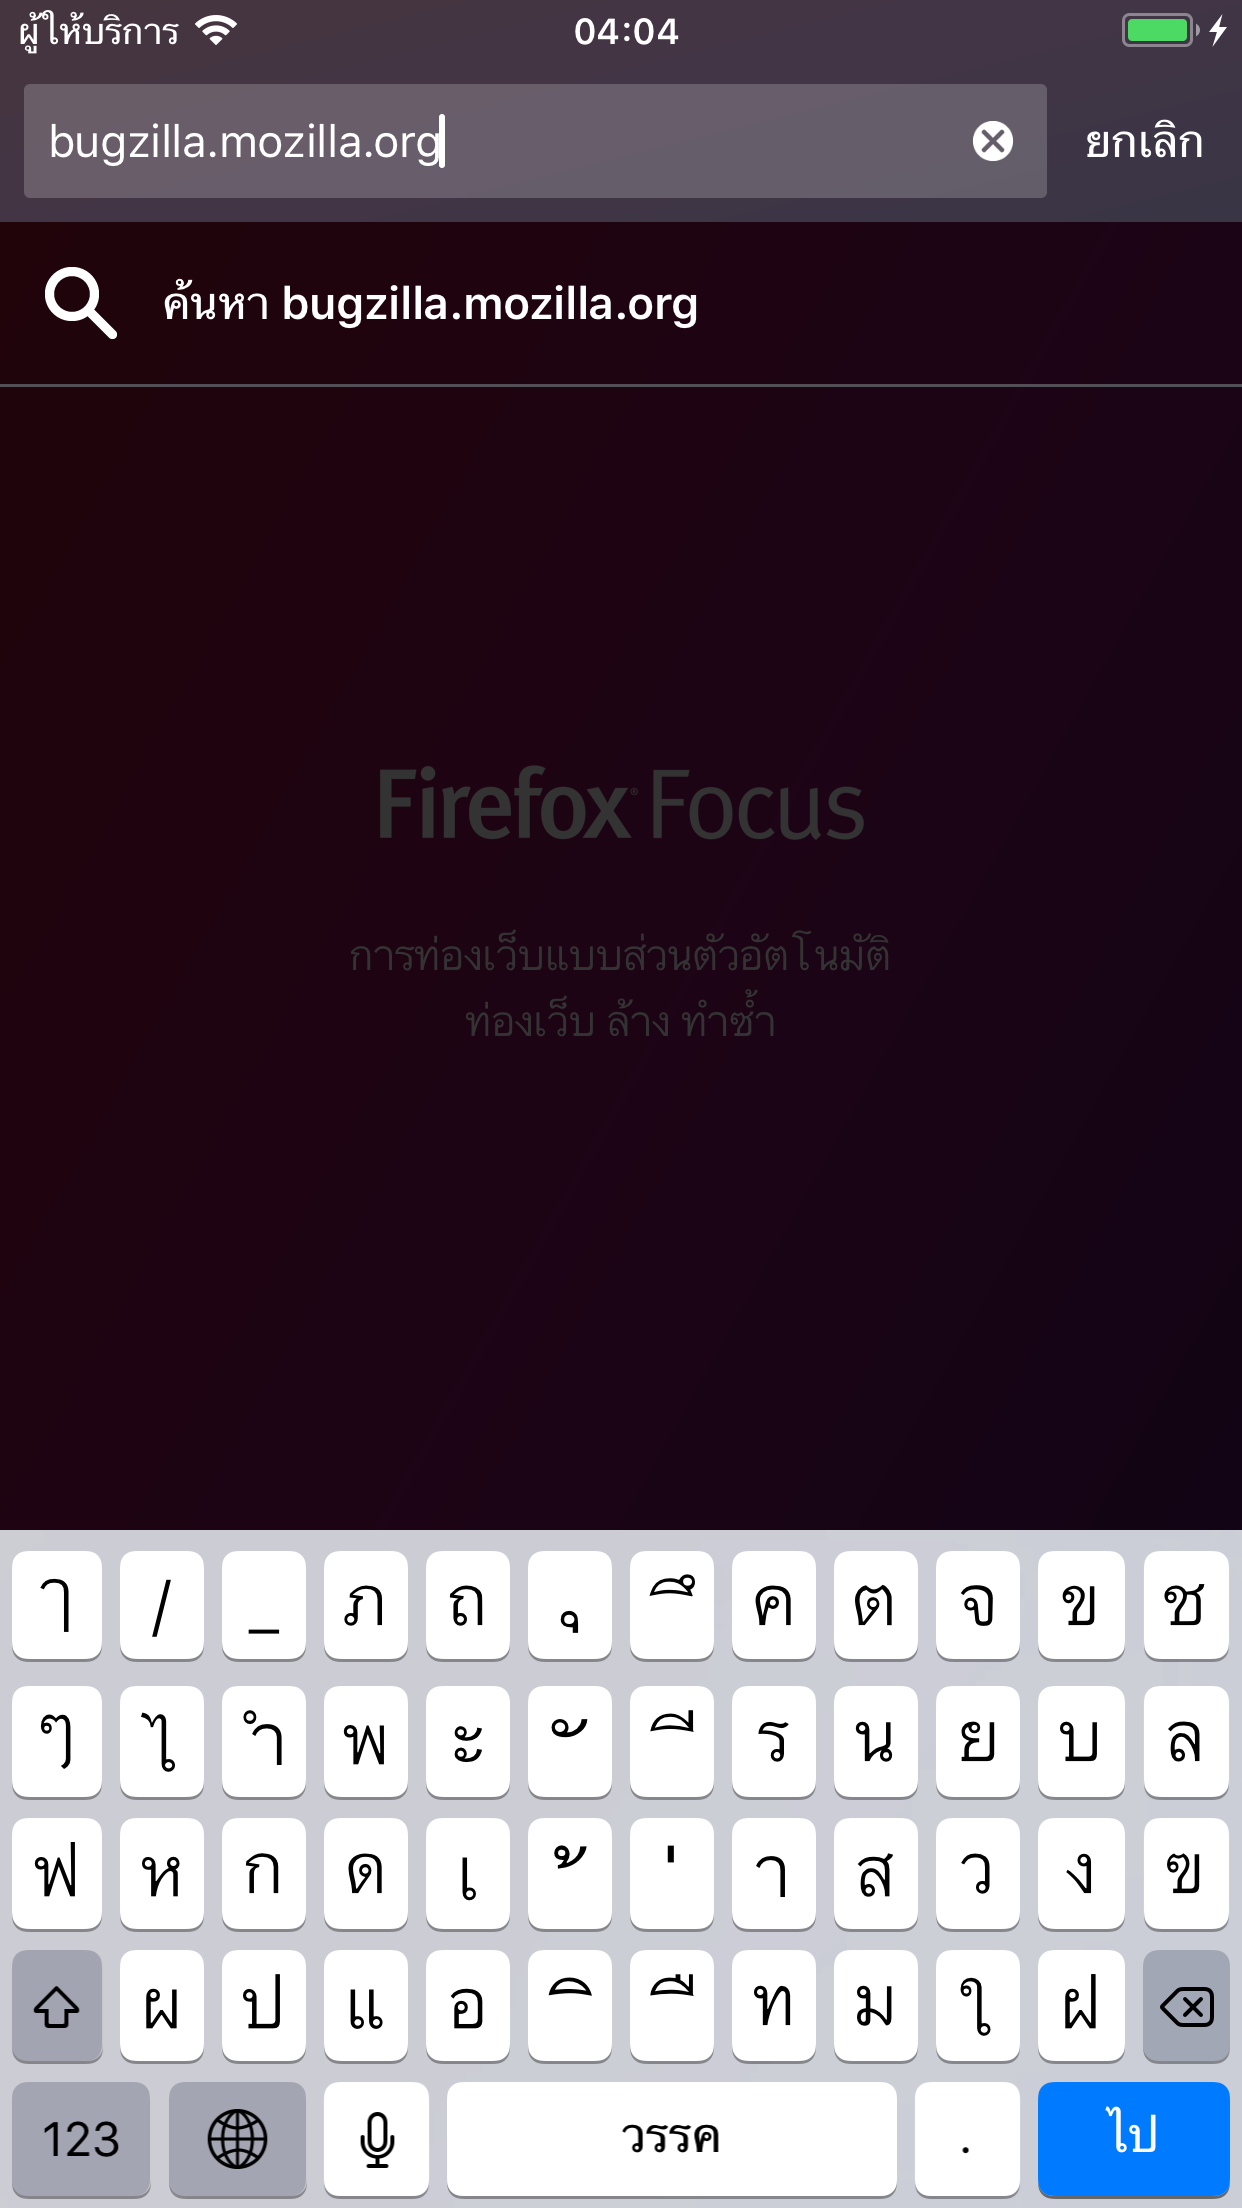 ผู้ให้บริการ 04:04
bugzilla.mozilla.org ยกเลิก
ค้นหา bugzilla.mozilla.org
Firefox® Focus
การท่องเว็บแบบส่วนตัวอัตโนมัติ
ท่องเว็บ ล้าง ทำซ้ำ
ๅ / _ ภ ถ ุ ึ ค ต จ ข ช
ๆ ไ ำ พ ะ ั ี ร น ย บ ล
ฟ ห ก ด เ ้ ่ า ส ว ง ฃ
ผ ป แ อ ิ ื ท ม ใ ฝ
123 วรรค . ไป